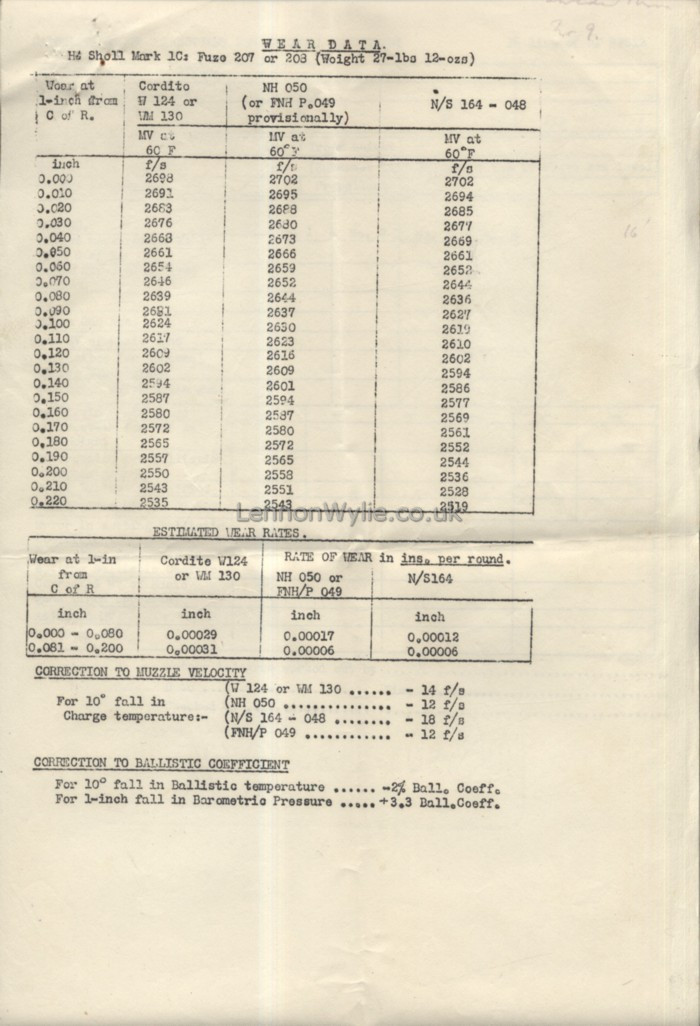 WEAR DATA.
HE Shell Mark 1C: Fuze 207 or 208 (Weight 27-lbs 12-ozs)
Wear at 1-inch from C of R. | Cordite W 124 or WM 130 | NH 050 (or FNH P.049 provisionally) | N/S 164 - 048
MV at 60 F | MV at 60°F | MV at 60°F
inch | f/s | f/s | f/s
0.000 2698 2702 2702
0.010 2691 2695 2694
0.020 2683 2688 2685
0.030 2676 2680 2677
0.040 2668 2673 2669
0.050 2661 2666 2661
0.060 2654 2659 2652
0.070 2646 2652 2644
0.080 2639 2644 2636
0.090 2631 2637 2627
0.100 2624 2630 2619
0.110 2617 2623 2610
0.120 2609 2616 2602
0.130 2602 2609 2594
0.140 2594 2601 2586
0.150 2587 2594 2577
0.160 2580 2587 2569
0.170 2572 2580 2561
0.180 2565 2572 2552
0.190 2557 2565 2544
0.200 2550 2558 2536
0.210 2543 2551 2528
0.220 2535 2543 2519
LennonWylie.co.uk
ESTIMATED WEAR RATES.
Wear at 1-in from C of R | Cordite W124 or WM 130 | RATE OF WEAR in ins. per round.
NH 050 or FNH/P 049 | N/S164
inch | inch | inch | inch
0.000 - 0.080 0.00029 0.00017 0.00012
0.081 - 0.200 0.00031 0.00006 0.00006
CORRECTION TO MUZZLE VELOCITY
(W 124 or WM 130 ...... - 14 f/s
For 10° fall in (NH 050 ............... - 12 f/s
Charge temperature:- (N/S 164 - 048 ........ - 18 f/s
(FNH/P 049 ............ - 12 f/s
CORRECTION TO BALLISTIC COEFFICIENT
For 10° fall in Ballistic temperature ...... -2% Ball. Coeff.
For 1-inch fall in Barometric Pressure ..... +3.3 Ball.Coeff.